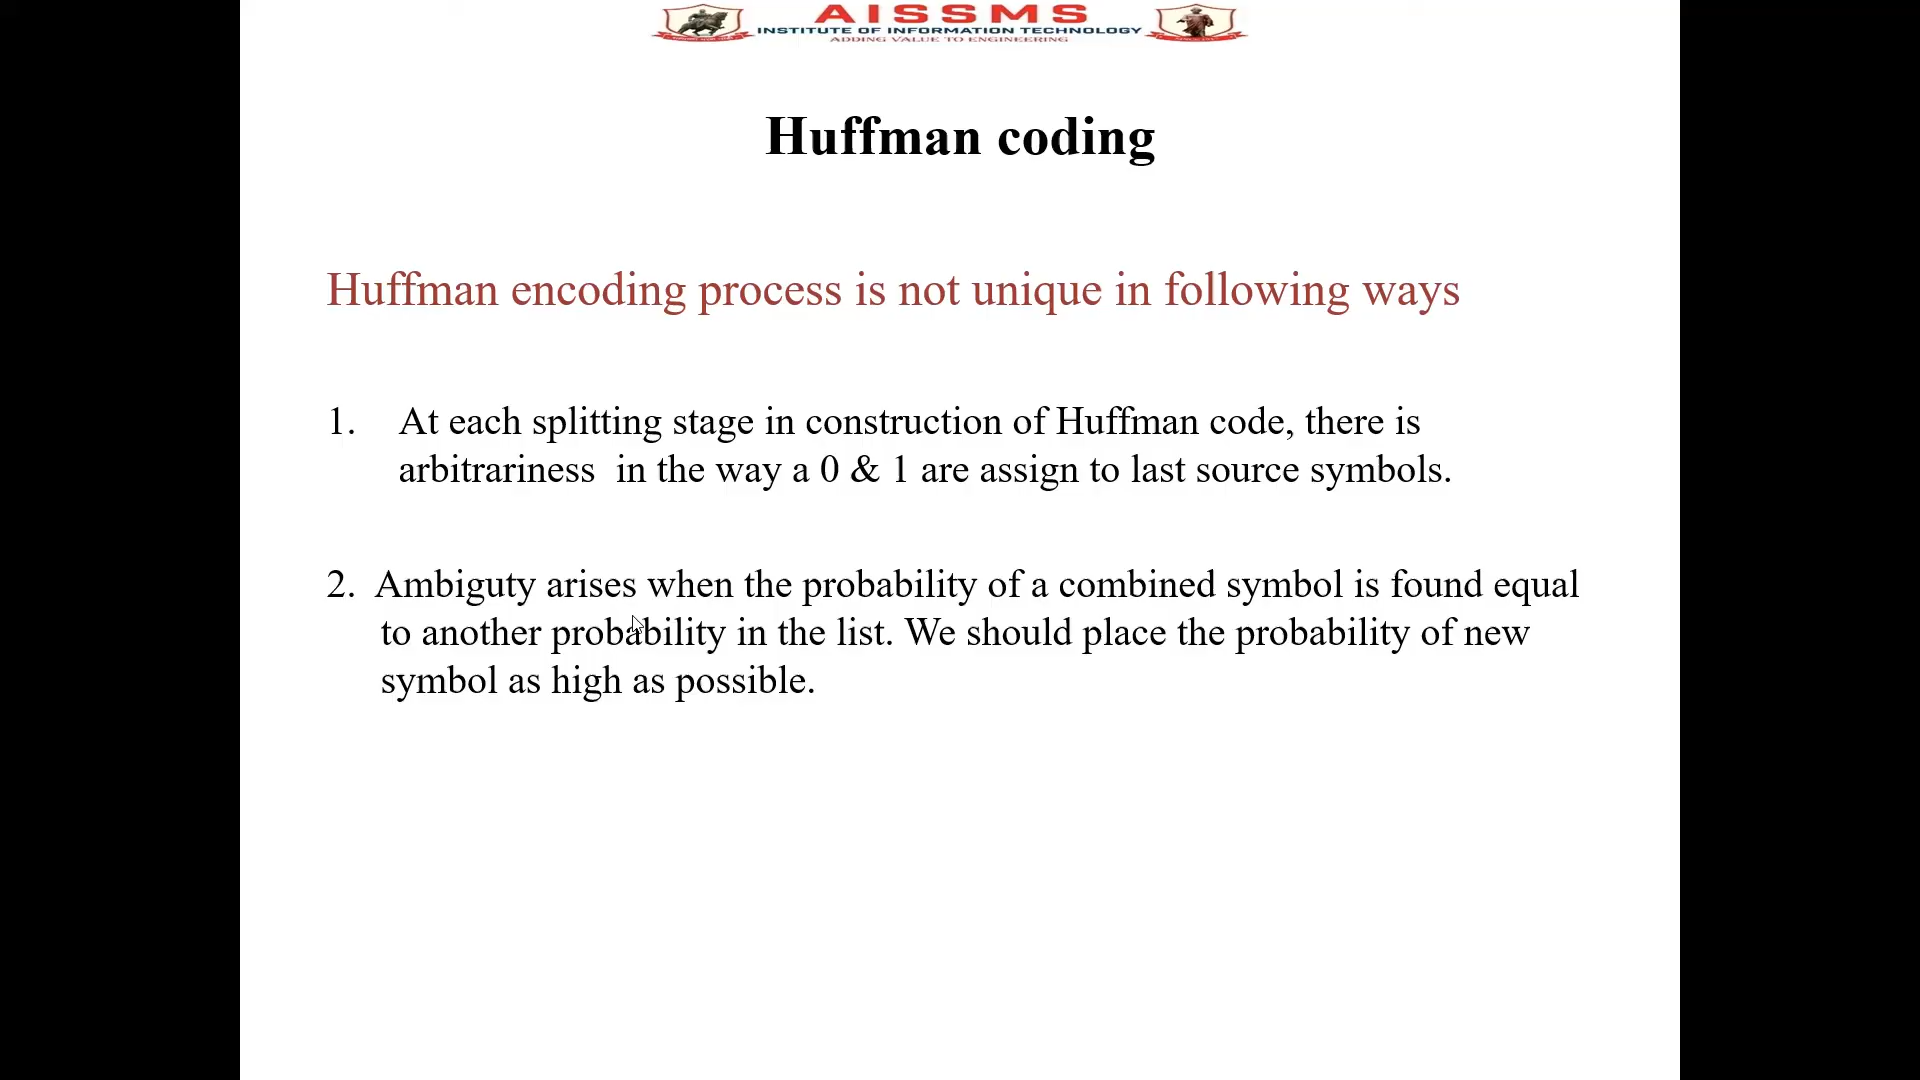 AISSMS
INSTITUTE OF INFORMATION TECHNOLOGY
ADDING VALUE TO ENGINEERING
Huffman coding
Huffman encoding process is not unique in following ways
1. At each splitting stage in construction of Huffman code, there is
arbitrariness in the way a 0 & 1 are assign to last source symbols.
2. Ambiguty arises when the probability of a combined symbol is found equal
to another probability in the list. We should place the probability of new
symbol as high as possible.